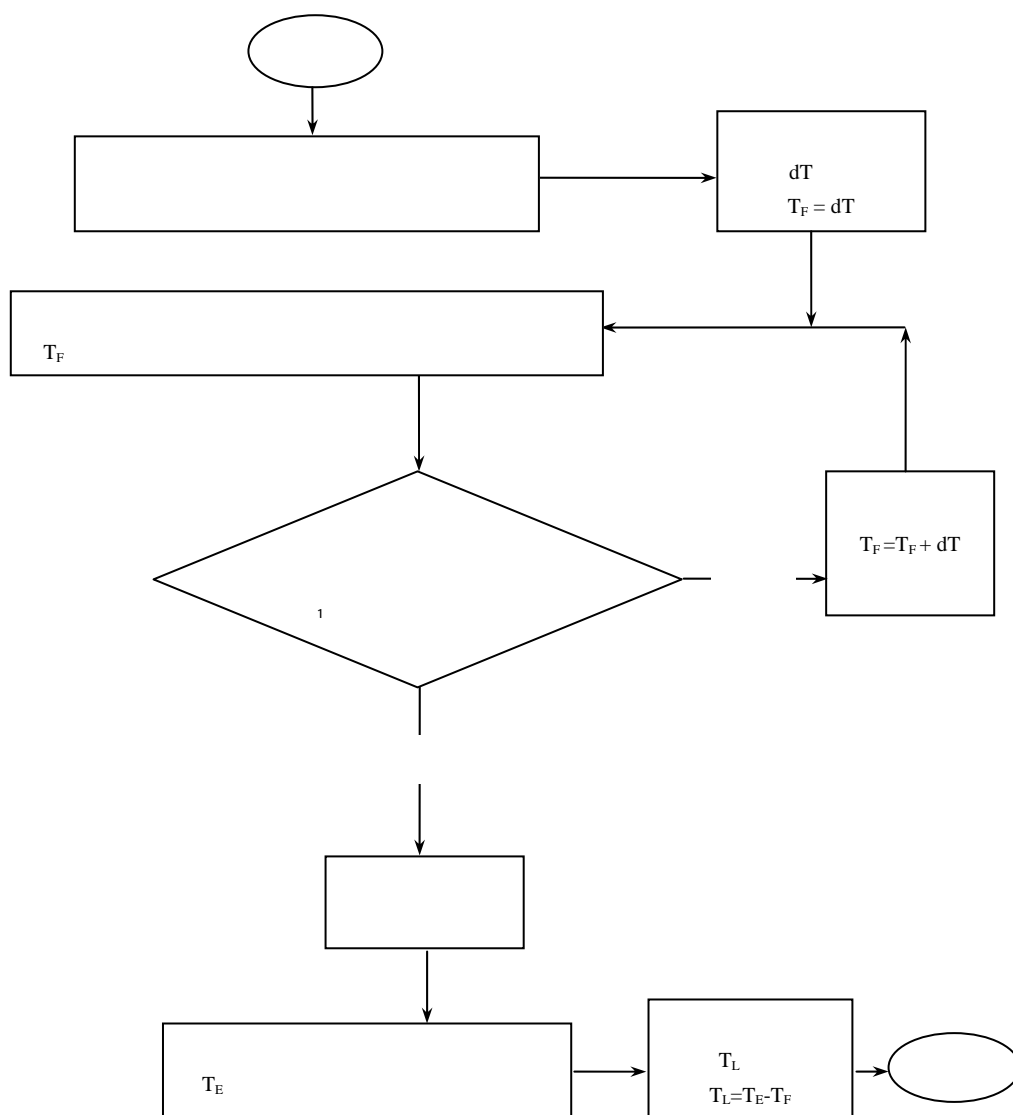 dT
T_F = dT
T_F
T_F=T_F + dT
1
T_E
T_L
T_L=T_E-T_F